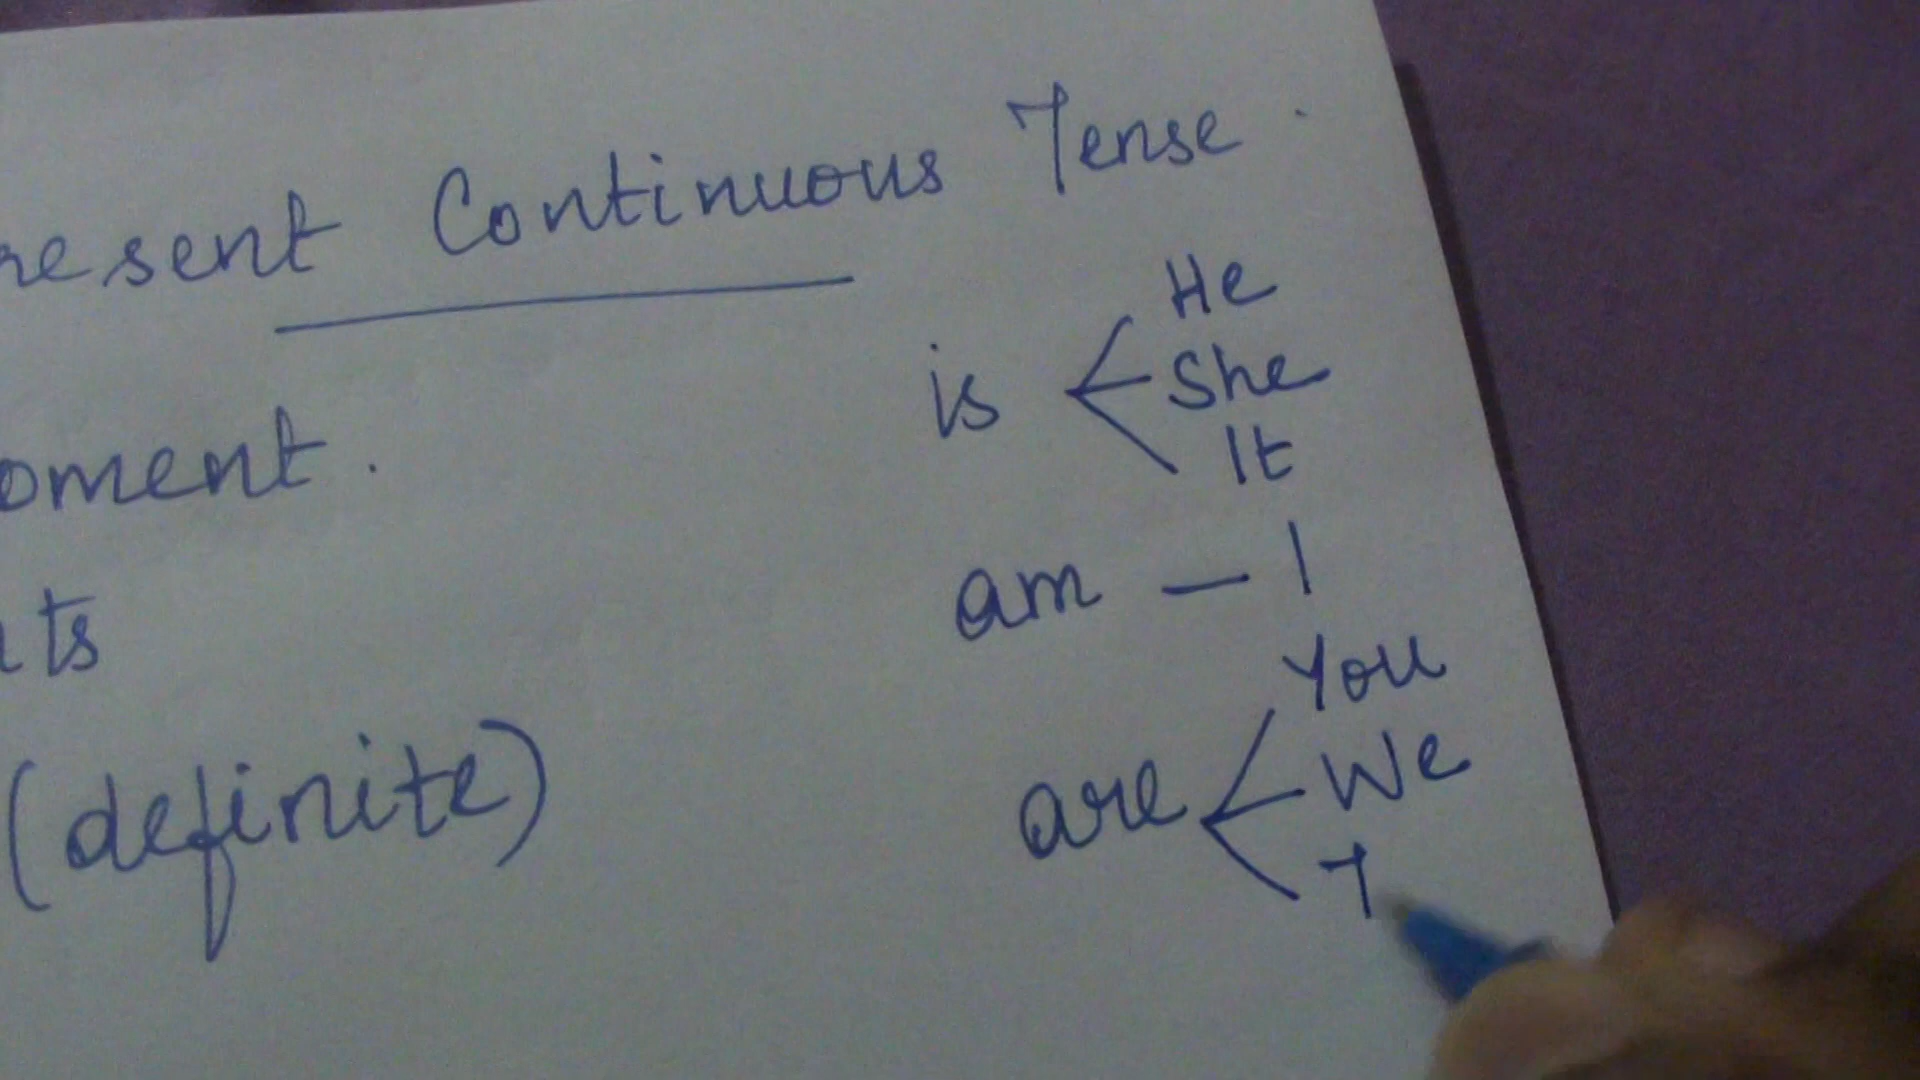 resent Continuous Tense.
is He
She
It
oment.
am — I
ts
You
are We
T
(definite)